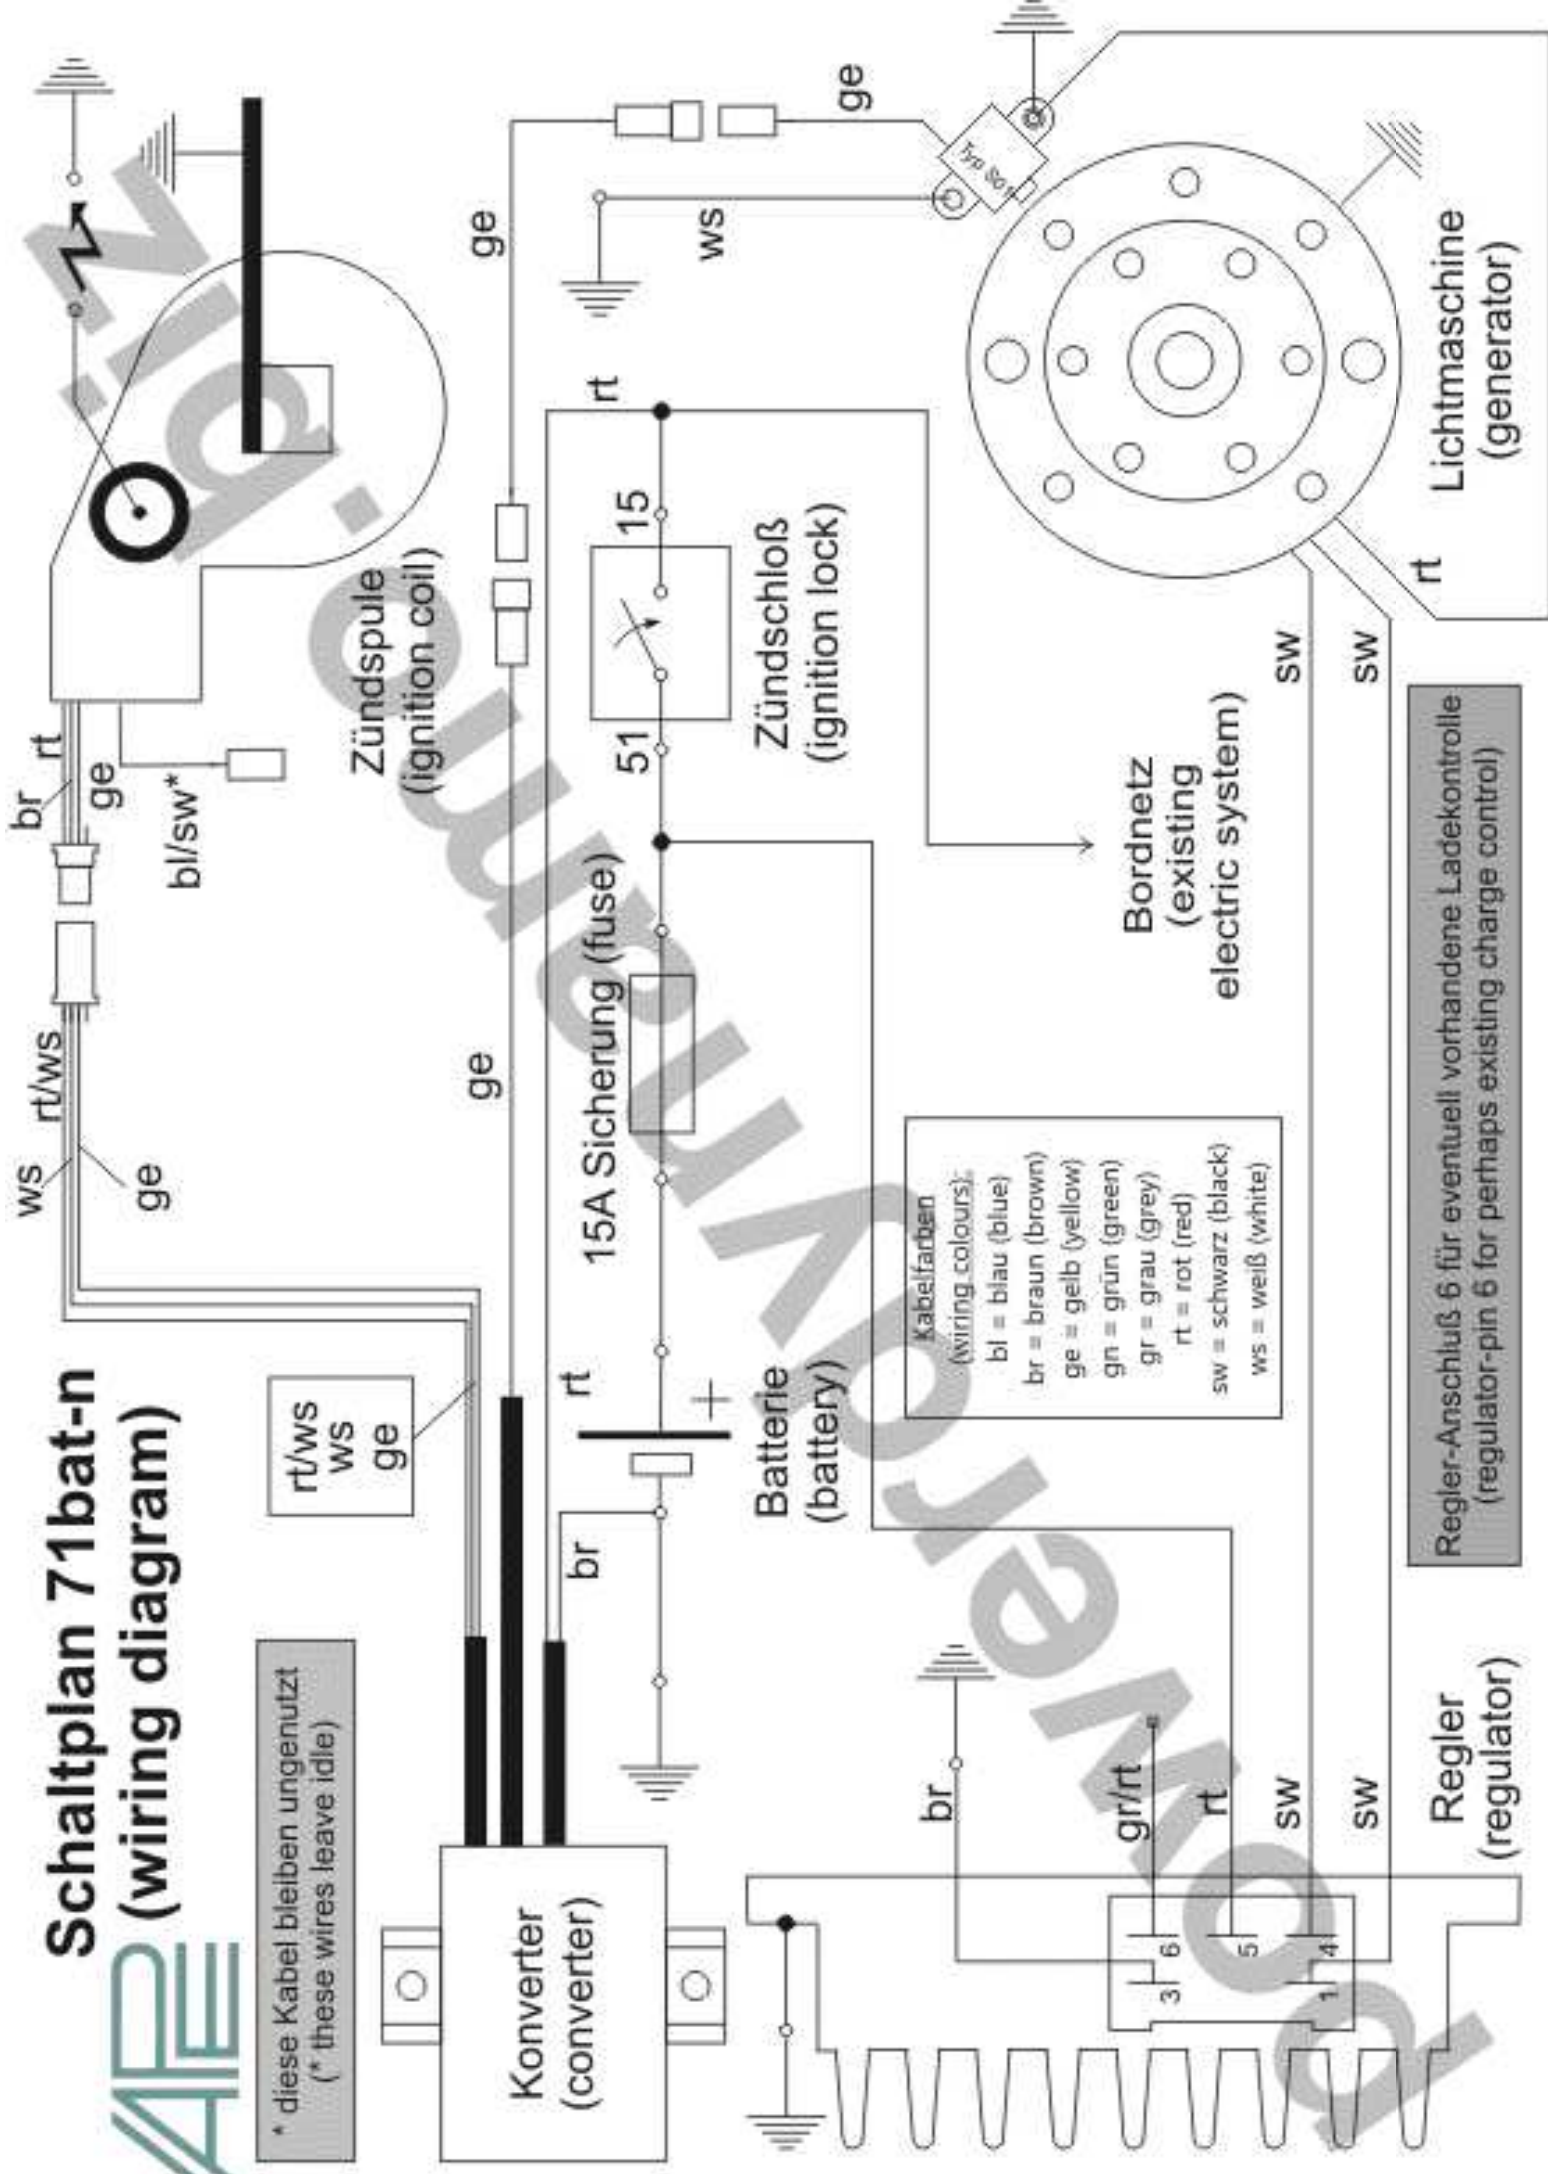 Schaltplan 71bat-n
(wiring diagram)
APE
* diese Kabel bleiben ungenutzt
(* these wires leave idle)
rt/ws
ws
ge
ws
rt/ws
ge
br
rt
ge
bl/sw*
Zündspule
(ignition coil)
Konverter
(converter)
ge
ge
ge
ws
Typ So1
br
rt
15A Sicherung (fuse)
51
15
rt
Batterie
(battery)
Zündschloß
(ignition lock)
Kabelfarben
(wiring colours):
bl = blau (blue)
br = braun (brown)
ge = gelb (yellow)
gn = grün (green)
gr = grau (grey)
rt = rot (red)
sw = schwarz (black)
ws = weiß (white)
Bordnetz
(existing
electric system)
br
gr/rt
rt
sw
sw
3
6
5
1
4
Regler
(regulator)
sw
sw
rt
Lichtmaschine
(generator)
Regler-Anschluß 6 für eventuell vorhandene Ladekontrolle
(regulator-pin 6 for perhaps existing charge control)
powerdynamo.biz